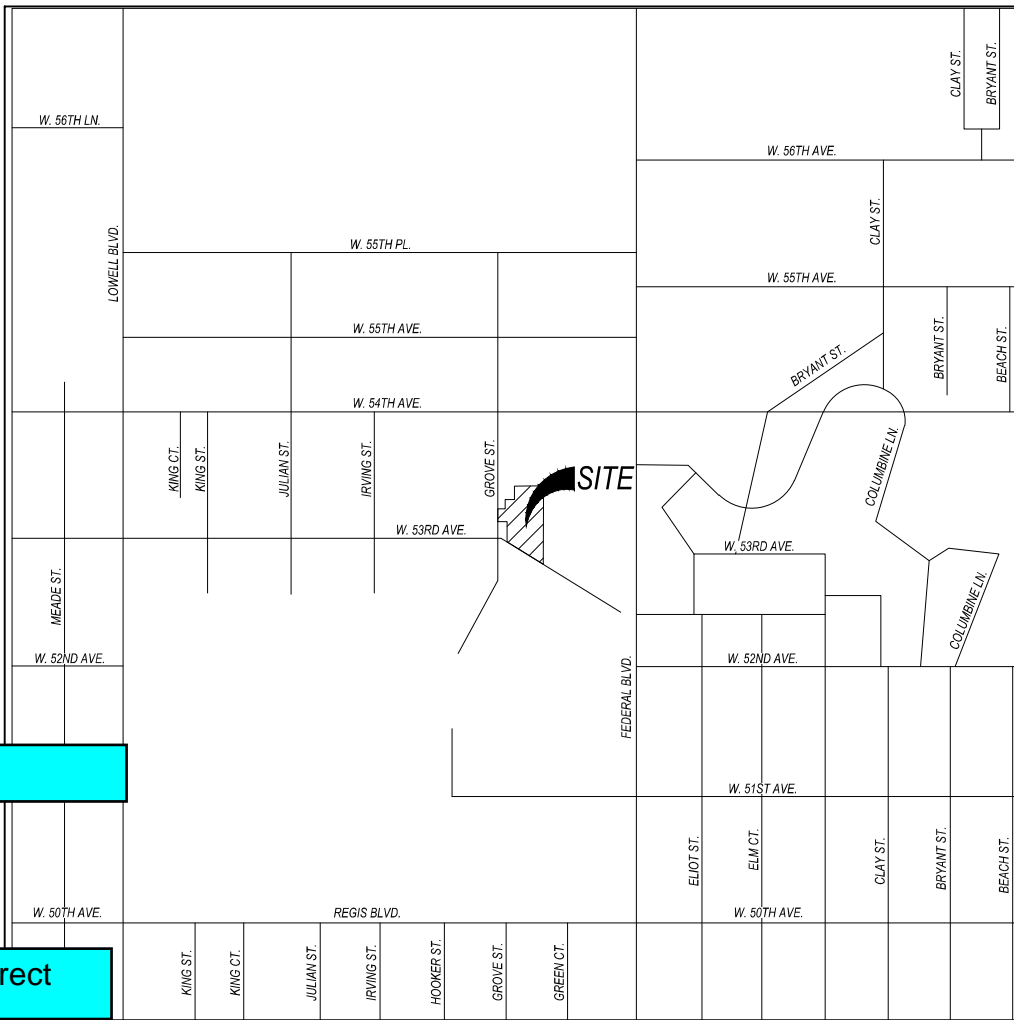 CLAY ST.
BRYANT ST.
W. 56TH LN.
W. 56TH AVE.
CLAY ST.
LOWELL BLVD.
W. 55TH PL.
W. 55TH AVE.
W. 55TH AVE.
BRYANT ST.
BRYANT ST.
BEACH ST.
W. 54TH AVE.
KING CT.
KING ST.
JULIAN ST.
IRVING ST.
GROVE ST.
SITE
COLUMBINE LN.
W. 53RD AVE.
W. 53RD AVE.
MEADE ST.
COLUMBINE LN.
W. 52ND AVE.
W. 52ND AVE.
FEDERAL BLVD.
W. 51ST AVE.
ELIOT ST.
ELM CT.
CLAY ST.
BRYANT ST.
BEACH ST.
W. 50TH AVE.
REGIS BLVD.
W. 50TH AVE.
rect
KING ST.
KING CT.
JULIAN ST.
IRVING ST.
HOOKER ST.
GROVE ST.
GREEN CT.